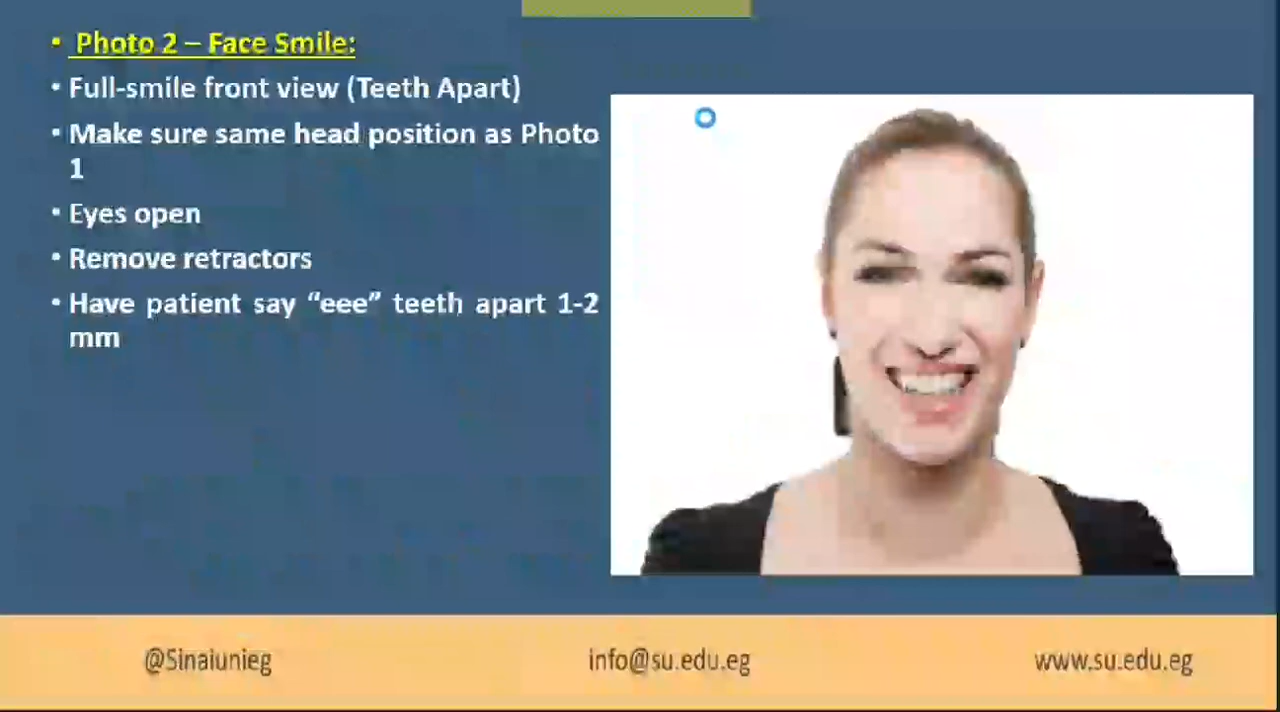 • Photo 2 – Face Smile:
• Full-smile front view (Teeth Apart)
• Make sure same head position as Photo
1
• Eyes open
• Remove retractors
• Have patient say “eee” teeth apart 1-2
mm
@Sinaiunieg
info@su.edu.eg
www.su.edu.eg